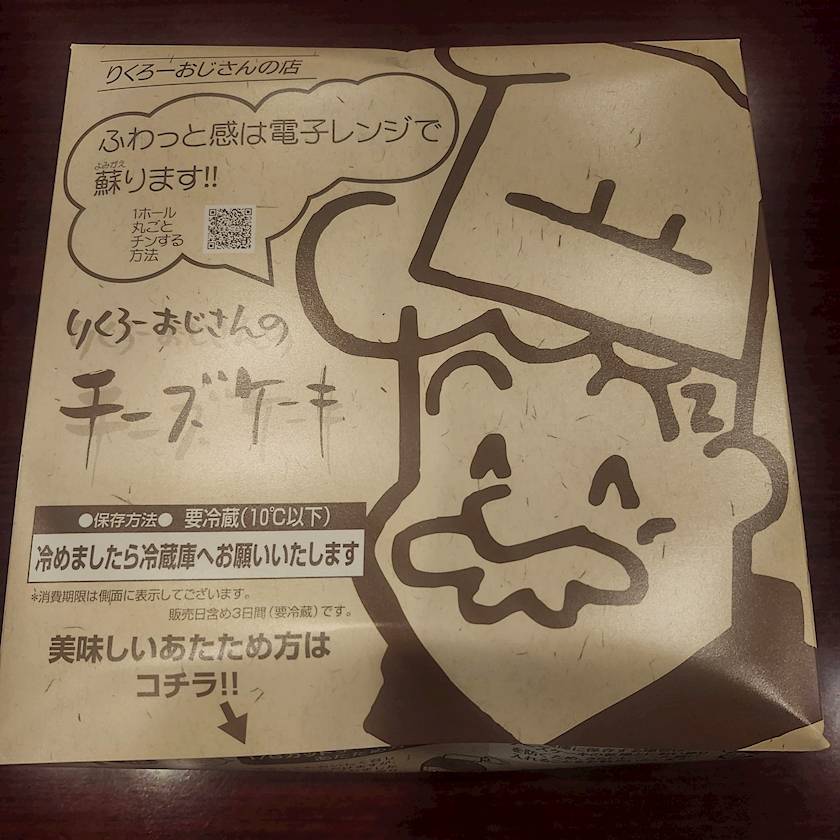 りくろーおじさんの店
ふわっと感は電子レンジで
よみがえ
蘇ります!!
1ホール
丸ごと
チンする
方法
りくろーおじさんの
チーズケーキ
●保存方法● 要冷蔵(10℃以下)
冷めましたら冷蔵庫へお願いいたします
*消費期限は側面に表示してございます。
販売日含め3日間(要冷蔵)です。
美味しいあたため方は
コチラ!!